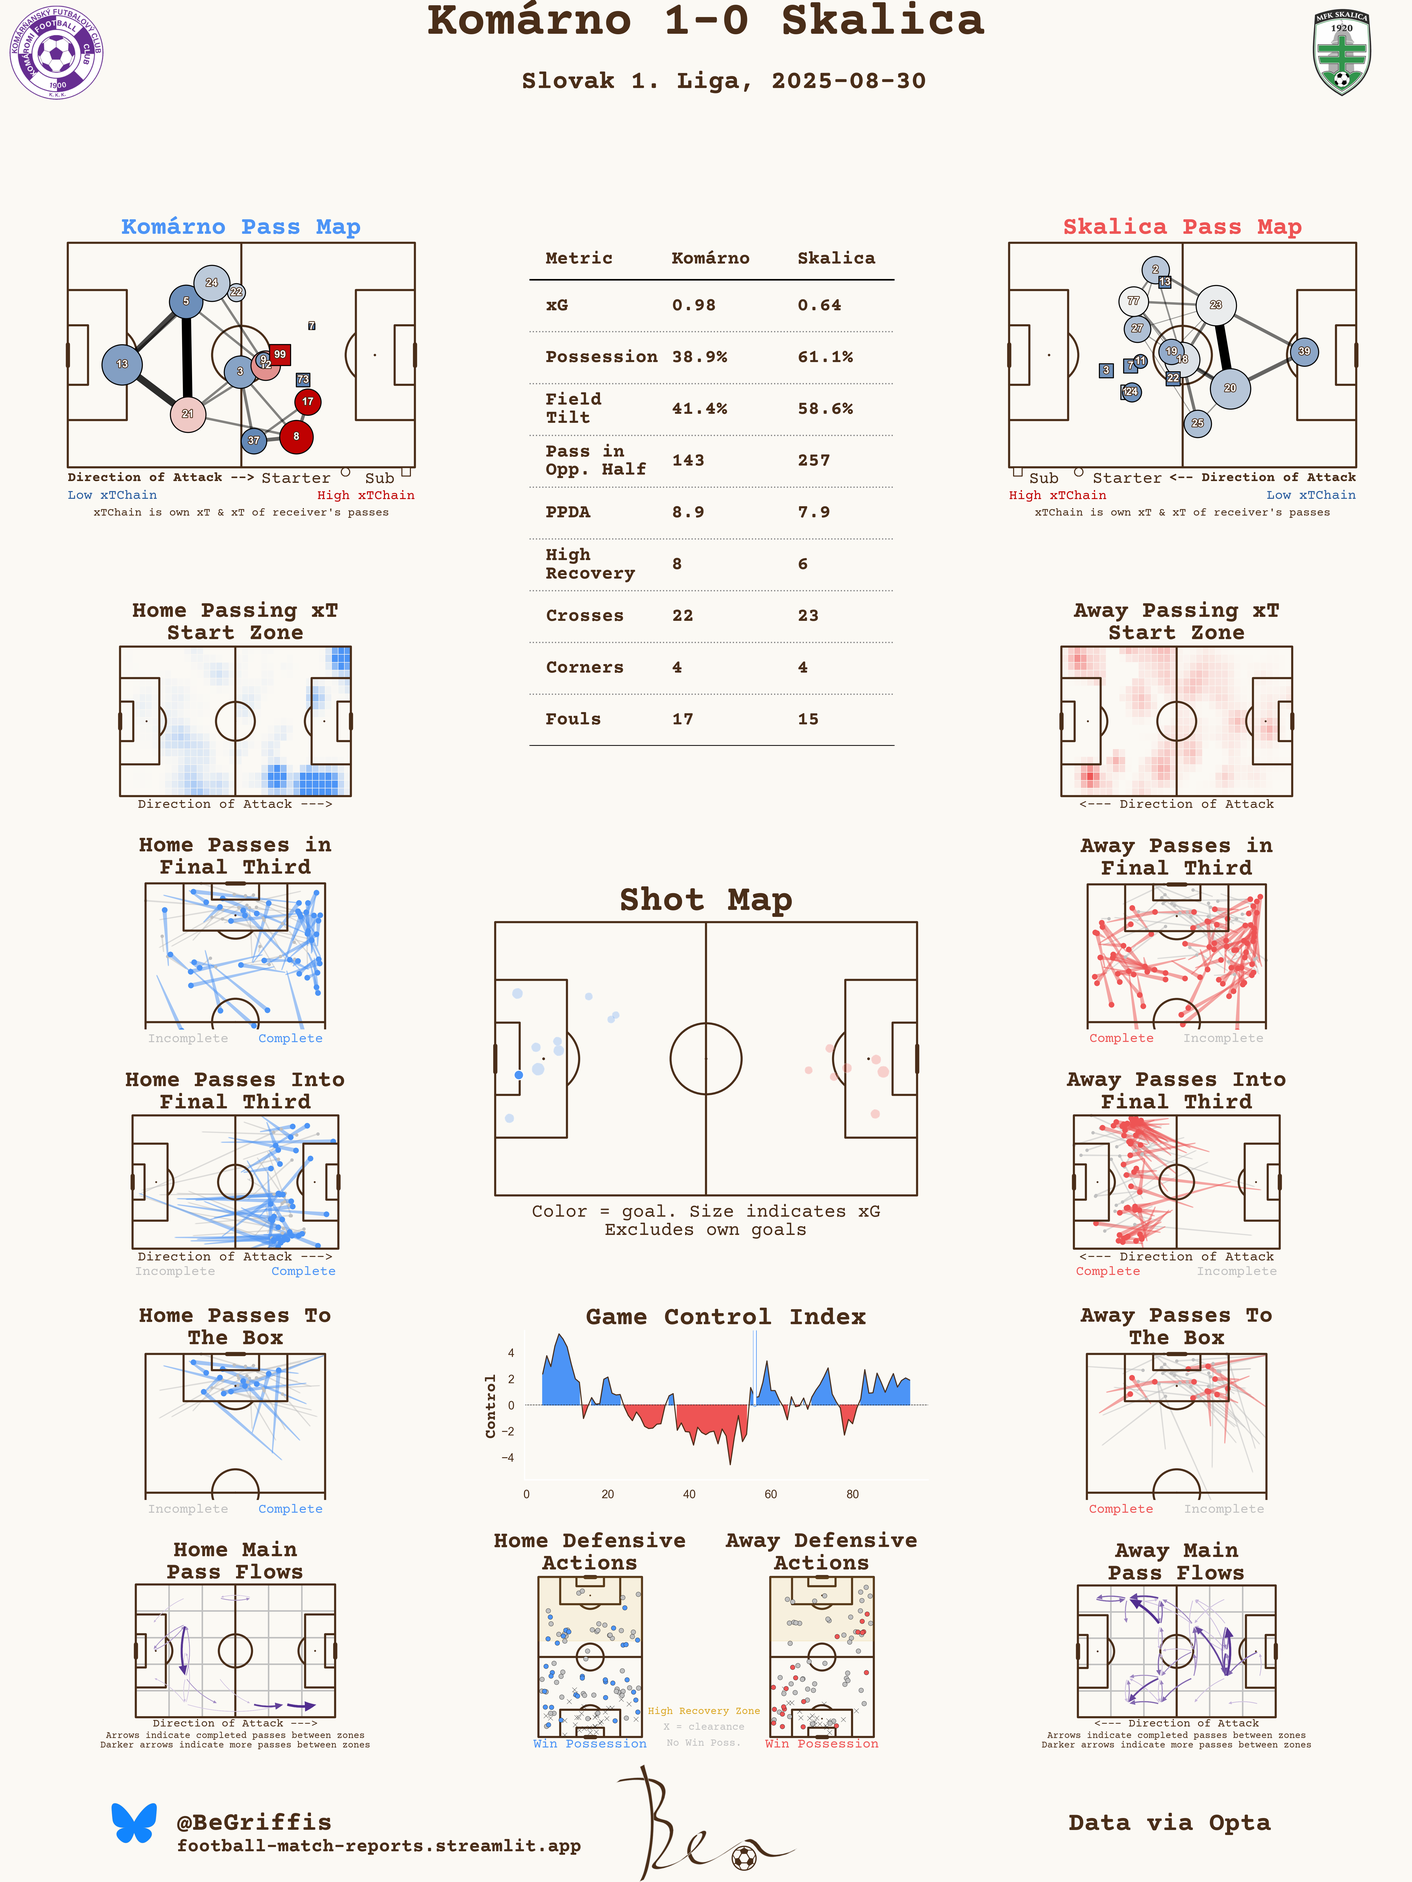 Komárno 1-0 Skalica
Slovak 1. Liga, 2025-08-30
KOMÁRŇANSKÝ FUTBALOVÝ CLUB
KOMÁROMI FOOTBALL CLUB
1900
K.K.K.
MFK SKALICA
1920
Komárno Pass Map
24
22
5
7
13
9
12
99
3
73
17
21
8
37
Direction of Attack --> Starter Sub
Low xTChain High xTChain
xTChain is own xT & xT of receiver's passes
Metric Komárno Skalica
xG 0.98 0.64
Possession 38.9% 61.1%
Field
Tilt 41.4% 58.6%
Pass in
Opp. Half 143 257
PPDA 8.9 7.9
High
Recovery 8 6
Crosses 22 23
Corners 4 4
Fouls 17 15
Skalica Pass Map
2
13
77
23
27
19
18
39
11
7
3
22
24
20
25
Sub Starter <-- Direction of Attack
High xTChain Low xTChain
xTChain is own xT & xT of receiver's passes
Home Passing xT
Start Zone
Direction of Attack --->
Away Passing xT
Start Zone
<--- Direction of Attack
Home Passes in
Final Third
Incomplete Complete
Away Passes in
Final Third
Complete Incomplete
Shot Map
Color = goal. Size indicates xG
Excludes own goals
Home Passes Into
Final Third
Direction of Attack --->
Incomplete Complete
Away Passes Into
Final Third
<--- Direction of Attack
Complete Incomplete
Home Passes To
The Box
Incomplete Complete
Game Control Index
Control
4
2
0
−2
−4
0 20 40 60 80
Away Passes To
The Box
Complete Incomplete
Home Main
Pass Flows
Direction of Attack --->
Arrows indicate completed passes between zones
Darker arrows indicate more passes between zones
Home Defensive
Actions
Win Possession
Away Defensive
Actions
Win Possession
High Recovery Zone
X = clearance
No Win Poss.
Away Main
Pass Flows
<--- Direction of Attack
Arrows indicate completed passes between zones
Darker arrows indicate more passes between zones
@BeGriffis
football-match-reports.streamlit.app
Ben
Data via Opta